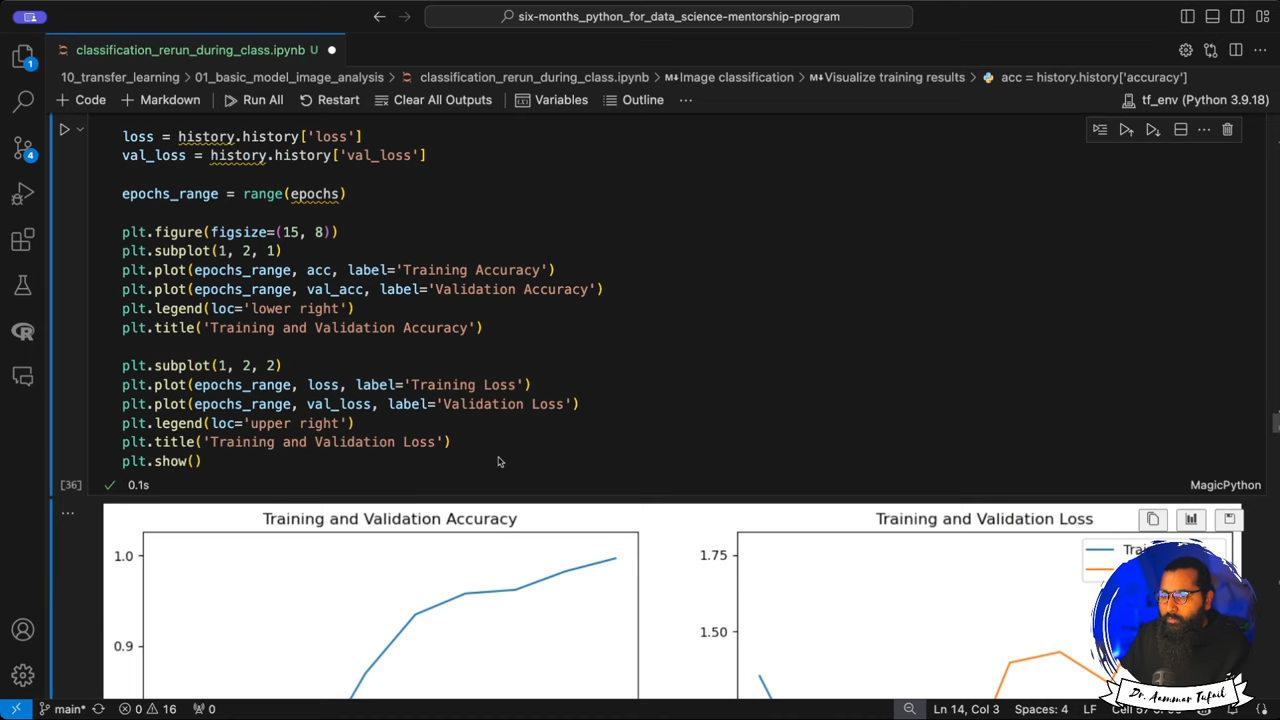 six-months_python_for_data_science-mentorship-program
classification_rerun_during_class.ipynb U
10_transfer_learning > 01_basic_model_image_analysis > classification_rerun_during_class.ipynb > Image classification > Visualize training results > acc = history.history['accuracy']
Code Markdown Run All Restart Clear All Outputs Variables Outline ... tf_env (Python 3.9.18)
1
4
loss = history.history['loss']
val_loss = history.history['val_loss']
epochs_range = range(epochs)
plt.figure(figsize=(15, 8))
plt.subplot(1, 2, 1)
plt.plot(epochs_range, acc, label='Training Accuracy')
plt.plot(epochs_range, val_acc, label='Validation Accuracy')
plt.legend(loc='lower right')
plt.title('Training and Validation Accuracy')
plt.subplot(1, 2, 2)
plt.plot(epochs_range, loss, label='Training Loss')
plt.plot(epochs_range, val_loss, label='Validation Loss')
plt.legend(loc='upper right')
plt.title('Training and Validation Loss')
plt.show()
[36] 0.1s MagicPython
Training and Validation Accuracy
1.0
0.9
Training and Validation Loss
1.75
1.50
Dr. Aammar Tufail
main* 0 16 0 Ln 14, Col 3 Spaces: 4 LF